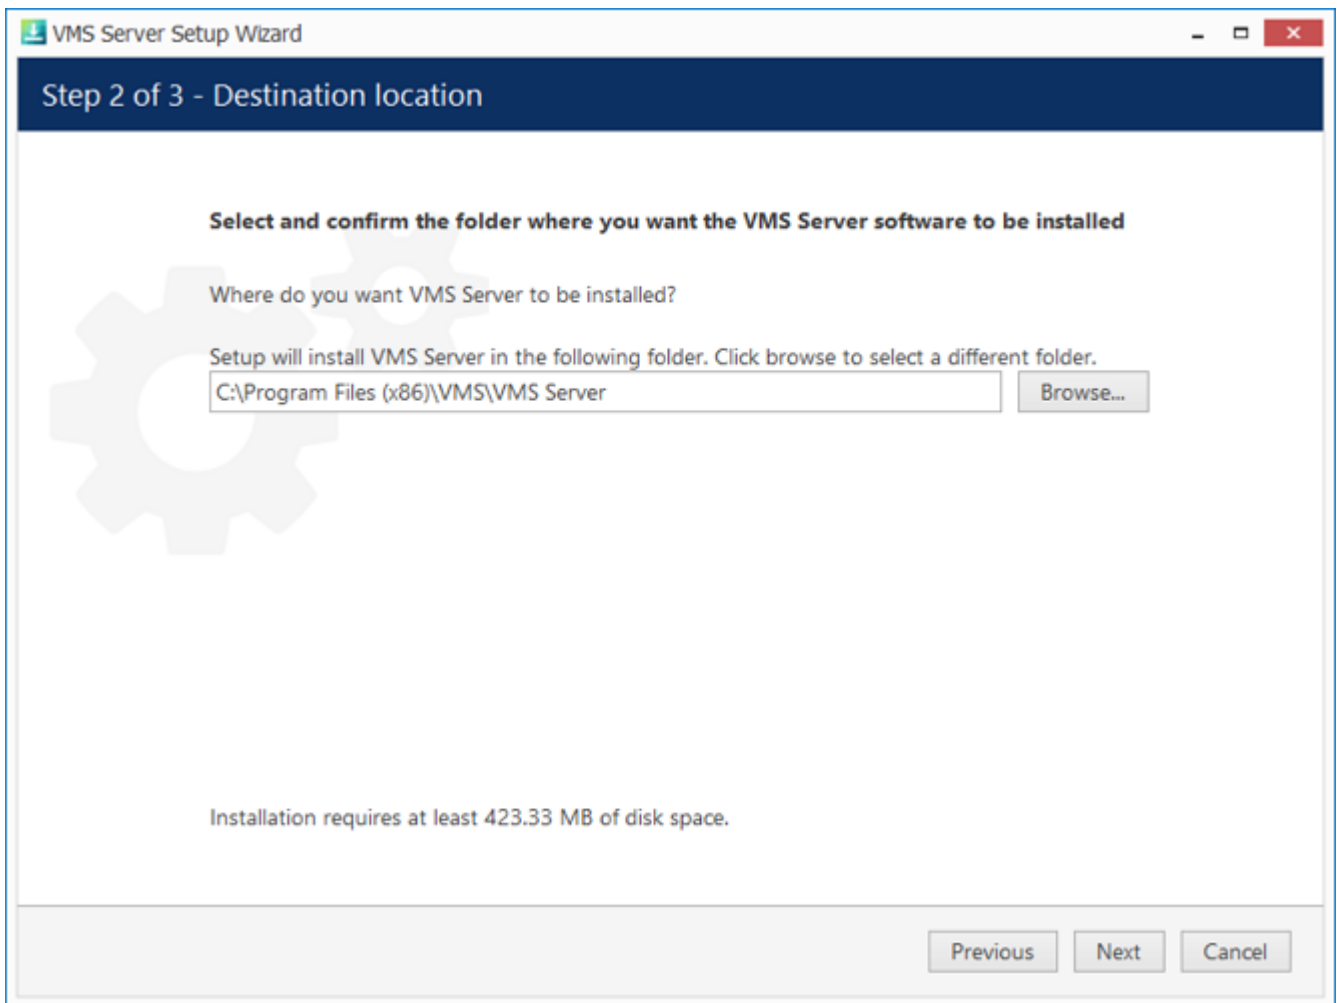 VMS Server Setup Wizard
Step 2 of 3 - Destination location
Select and confirm the folder where you want the VMS Server software to be installed
Where do you want VMS Server to be installed?
Setup will install VMS Server in the following folder. Click browse to select a different folder.
C:\Program Files (x86)\VMS\VMS Server
Browse...
Installation requires at least 423.33 MB of disk space.
Previous
Next
Cancel